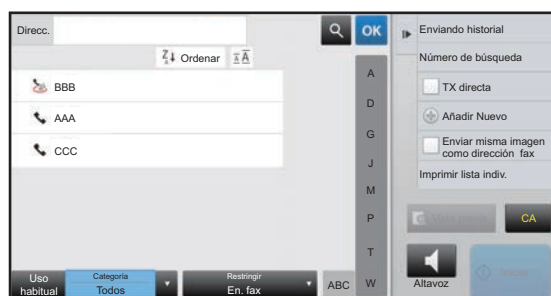 Direcc.
OK
Ordenar
BBB
AAA
CCC
A
D
G
J
M
P
T
W
ABC
Uso
habitual
Categoría
Todos
Restringir
En. fax
Enviando historial
Número de búsqueda
TX directa
Añadir Nuevo
Enviar misma imagen
como dirección fax
Imprimir lista indiv.
CA
Altavoz